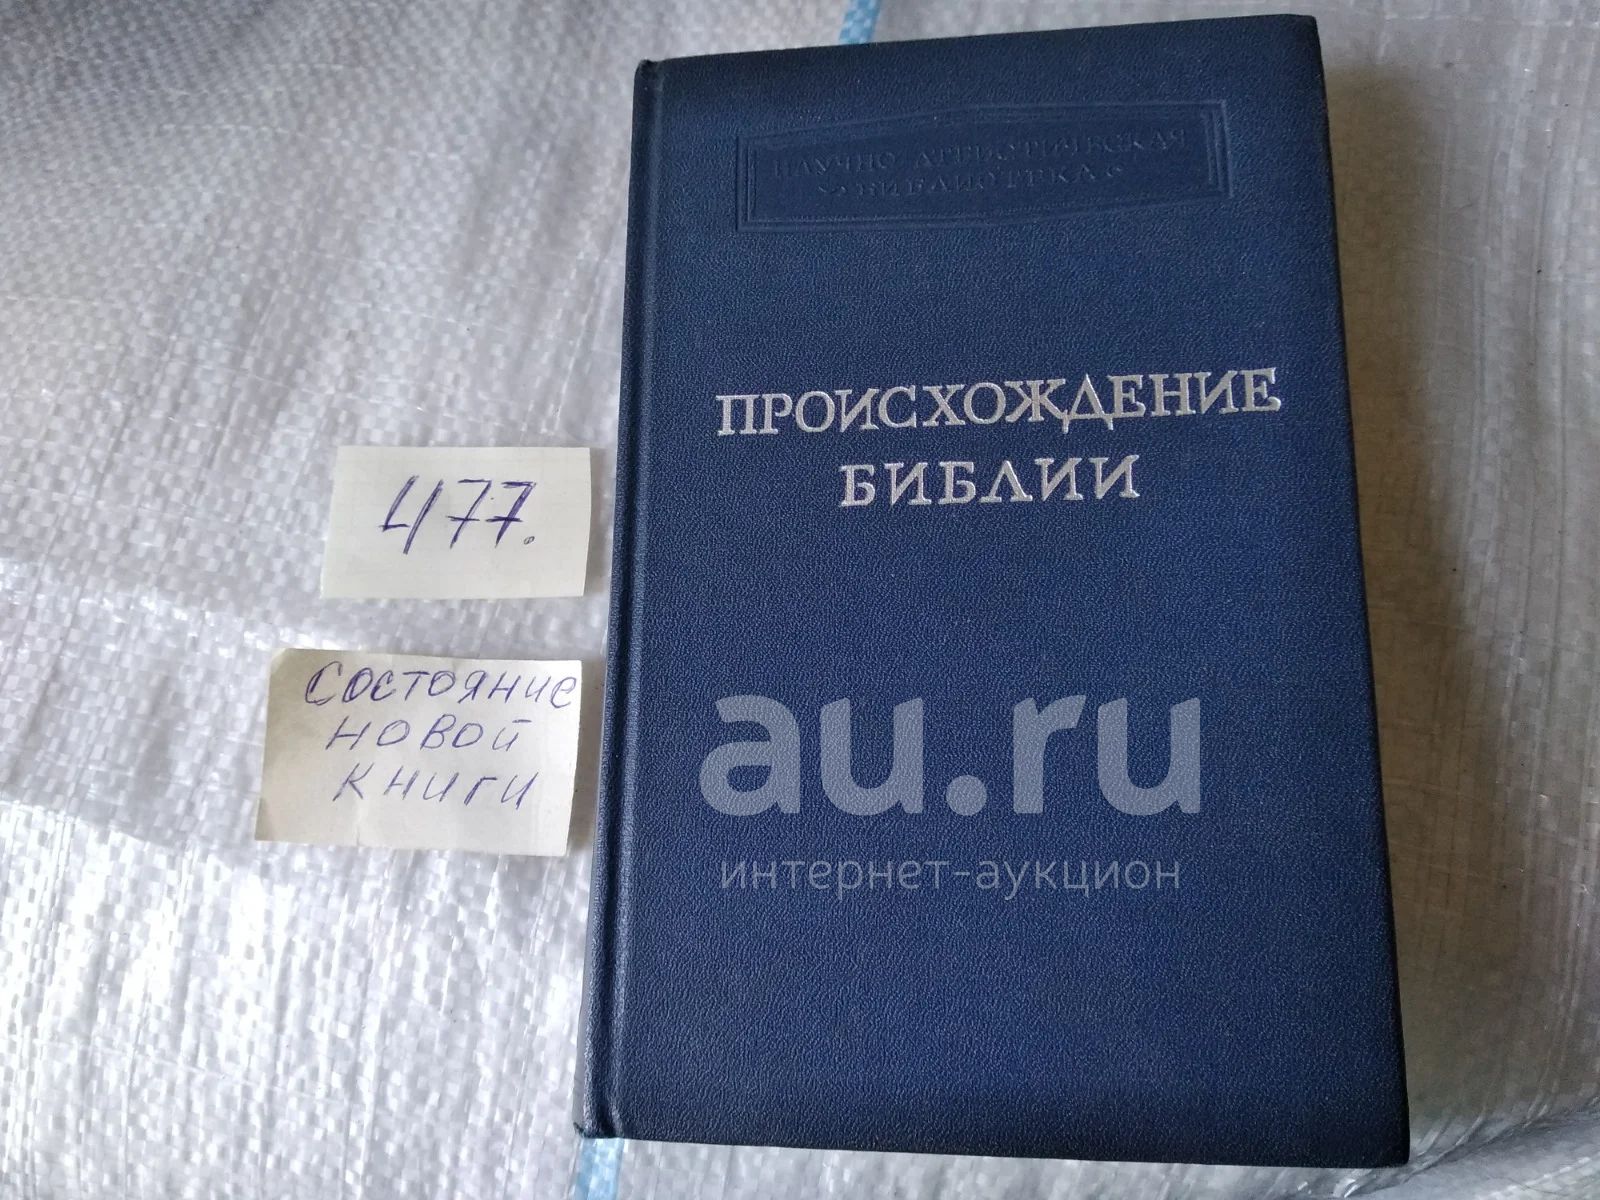 НАУЧНО-АТЕИСТИЧЕСКАЯ
БИБЛИОТЕКА
ПРОИСХОЖДЕНИЕ
БИБЛИИ
477.
СОСТОЯНИЕ
НОВОЙ
КНИГИ
au.ru
интернет-аукцион